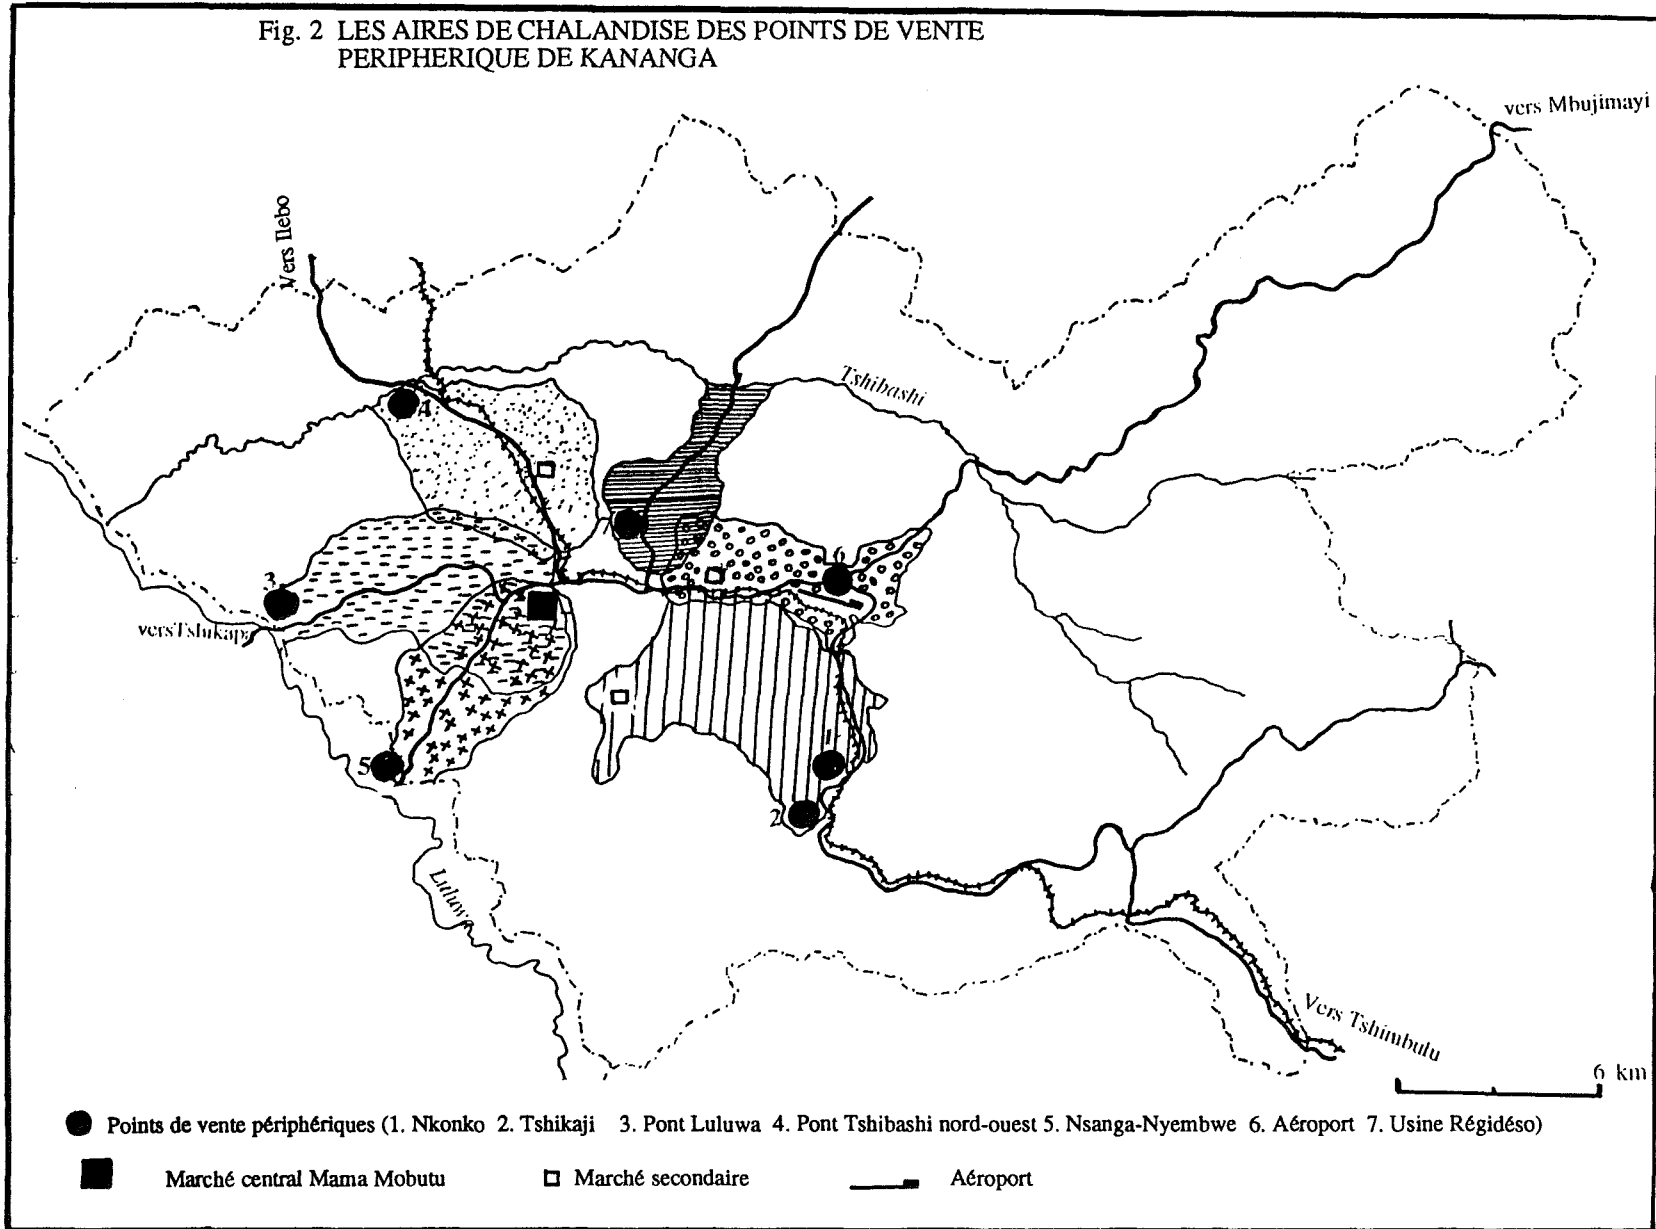 Fig. 2 LES AIRES DE CHALANDISE DES POINTS DE VENTE
PERIPHERIQUE DE KANANGA
vers Mbujimayi
Vers Ilebo
Tshibashi
4
7
6
3
vers Tshikapa
5
1
2
Luluwa
Vers Tshimbulu
6 km
Points de vente périphériques (1. Nkonko 2. Tshikaji 3. Pont Luluwa 4. Pont Tshibashi nord-ouest 5. Nsanga-Nyembwe 6. Aéroport 7. Usine Régidéso)
Marché central Mama Mobutu
Marché secondaire
Aéroport